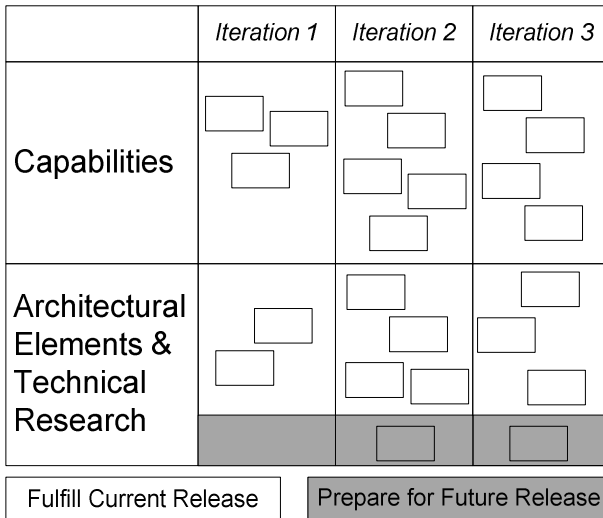 Iteration 1
Iteration 2
Iteration 3
Capabilities
Architectural
Elements &
Technical
Research
Fulfill Current Release
Prepare for Future Release